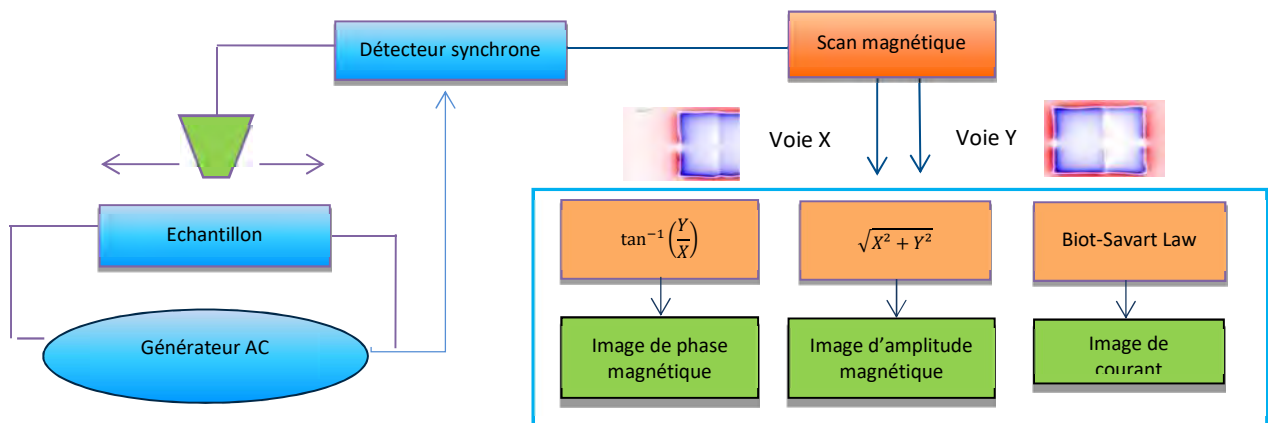 Détecteur synchrone
Scan magnétique
Voie X
Voie Y
Echantillon
Générateur AC
tan⁻¹(Y/X)
√X² + Y²
Biot-Savart Law
Image de phase
magnétique
Image d’amplitude
magnétique
Image de
courant